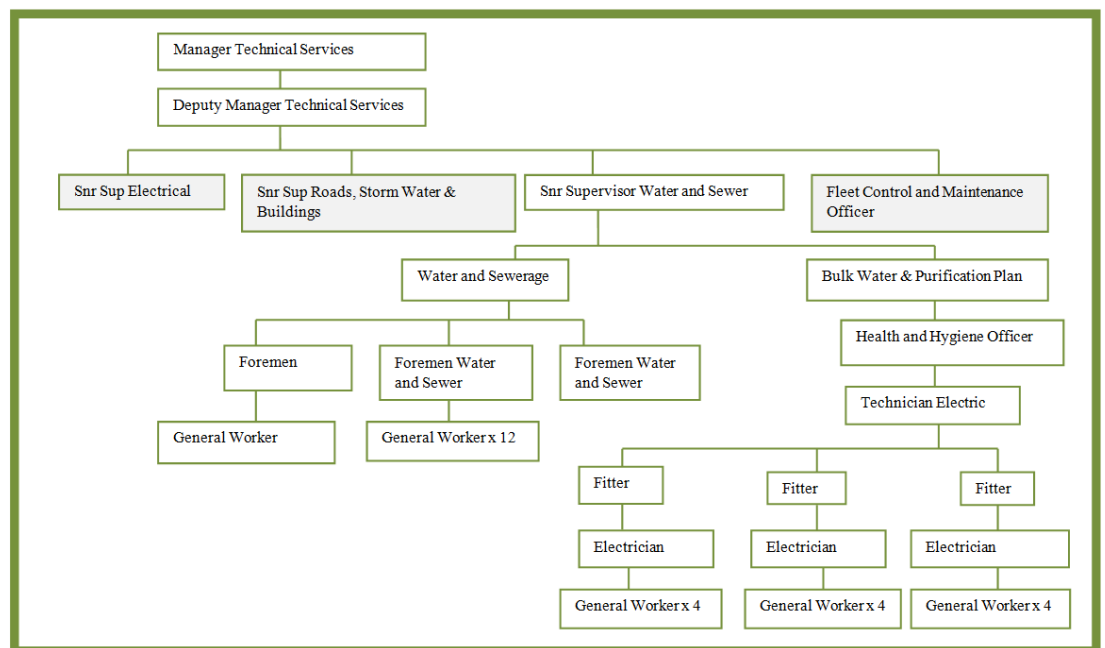 Manager Technical Services
Deputy Manager Technical Services
Snr Sup Electrical
Snr Sup Roads, Storm Water &
Buildings
Snr Supervisor Water and Sewer
Fleet Control and Maintenance
Officer
Water and Sewerage
Bulk Water & Purification Plan
Health and Hygiene Officer
Foremen
Foremen Water
and Sewer
Foremen Water
and Sewer
Technician Electric
General Worker
General Worker x 12
Fitter
Fitter
Fitter
Electrician
Electrician
Electrician
General Worker x 4
General Worker x 4
General Worker x 4